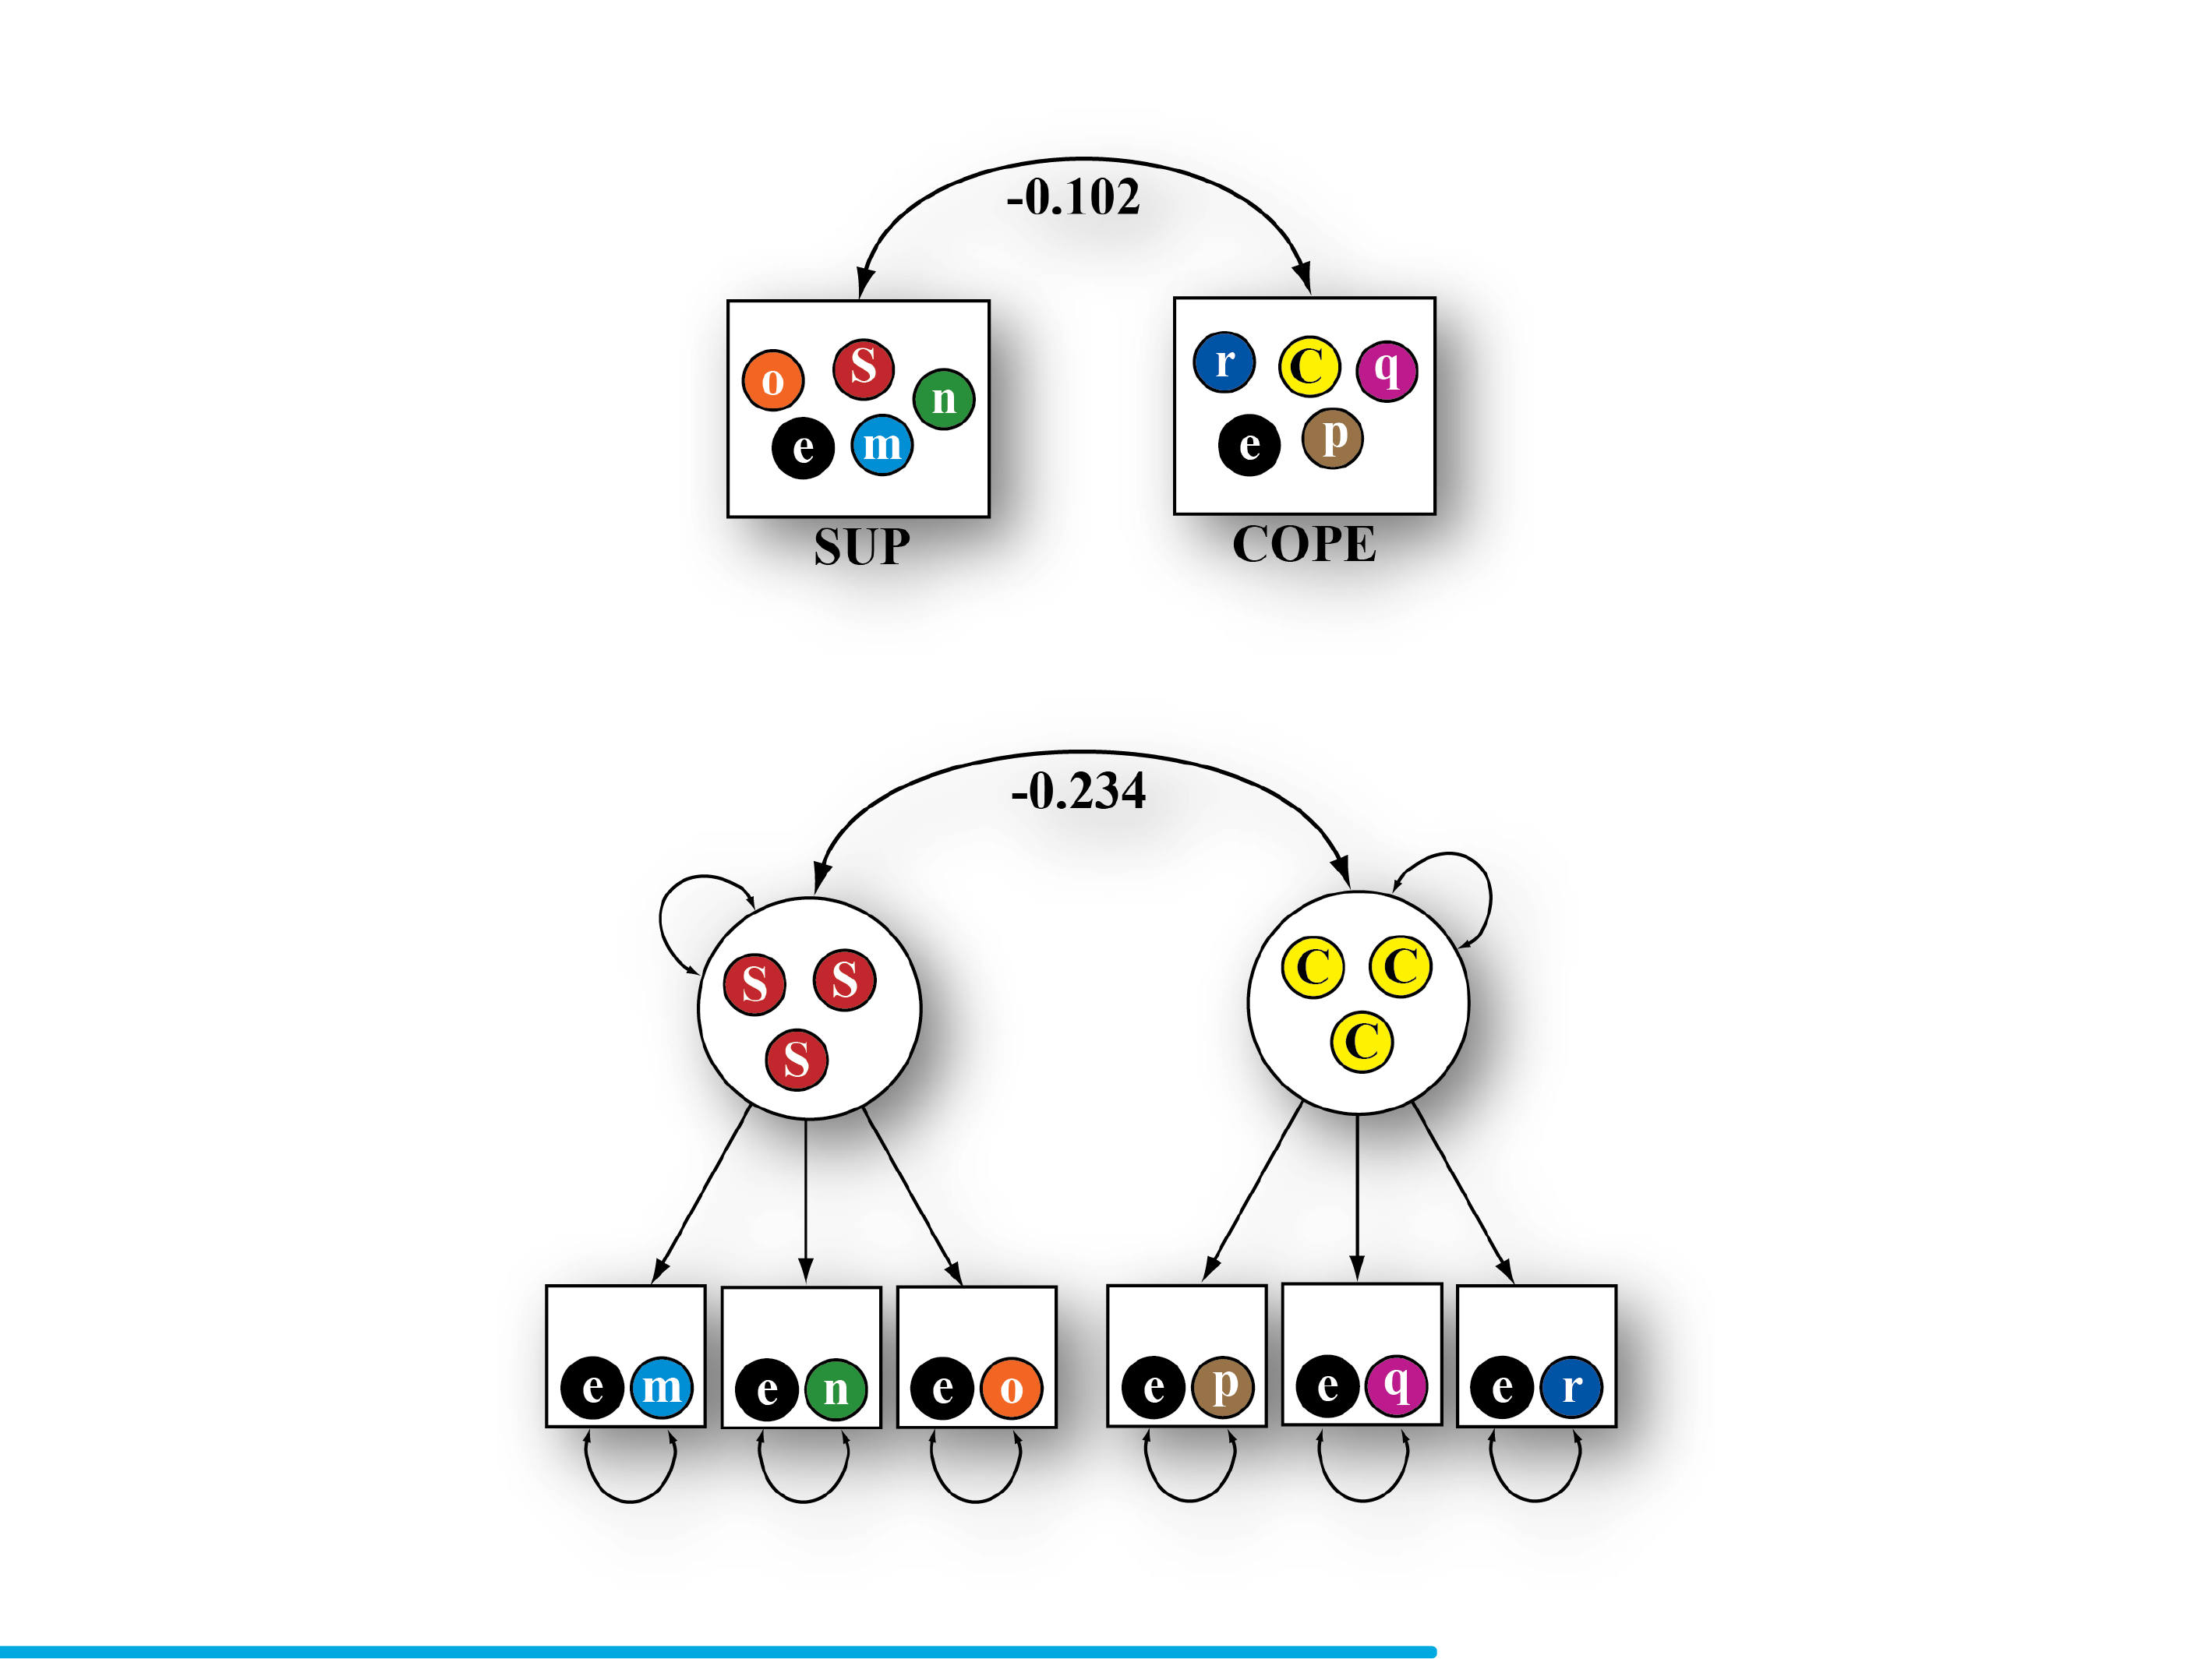 -0.102
o S n
e m
r C q
e p
SUP
COPE
-0.234
S S
S
C C
C
e m
e n
e o
e p
e q
e r